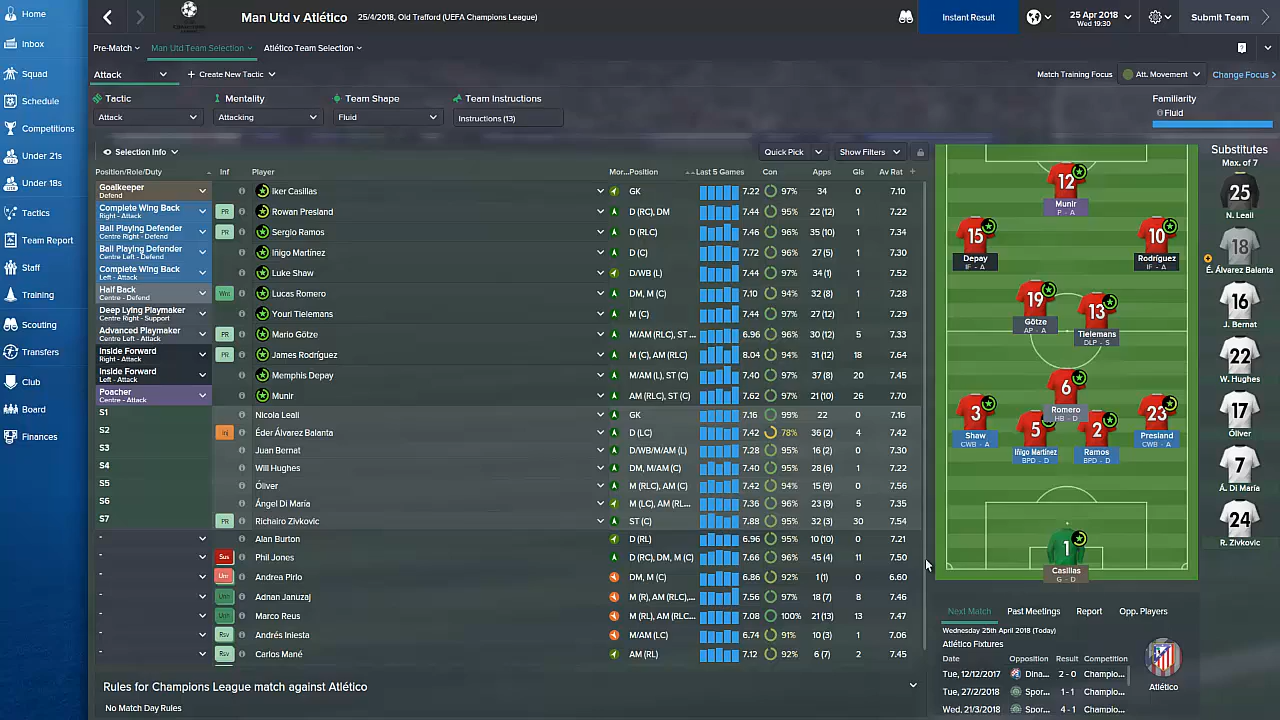 Home
Inbox
Squad
Schedule
Competitions
Under 21s
Under 18s
Tactics
Team Report
Staff
Training
Scouting
Transfers
Club
Board
Finances
Man Utd v Atlético
25/4/2018, Old Trafford (UEFA Champions League)
Instant Result
25 Apr 2018
Wed 19:30
Submit Team
Pre-Match
Man Utd Team Selection
Atlético Team Selection
Attack
+ Create New Tactic
Match Training Focus
Att. Movement
Change Focus >
Tactic
Mentality
Team Shape
Team Instructions
Attack
Attacking
Fluid
Instructions (13)
Familiarity
Fluid
Selection Info
Quick Pick
Show Filters
Position/Role/Duty Inf Player Mor... Position Last 5 Games Con Apps Gls Av Rat
Goalkeeper Defend Iker Casillas GK 7.22 97% 34 0 7.10
Complete Wing Back Right - Attack PR Rowan Presland D (RC), DM 7.44 95% 22 (12) 1 7.22
Ball Playing Defender Centre Right - Defend PR Sergio Ramos D (RLC) 7.46 96% 35 (10) 1 7.34
Ball Playing Defender Centre Left - Defend Iñigo Martínez D (C) 7.72 96% 27 (5) 1 7.30
Complete Wing Back Left - Attack Luke Shaw D/WB (L) 7.44 97% 34 (1) 1 7.52
Half Back Centre - Defend Wnt Lucas Romero DM, M (C) 7.10 94% 32 (8) 1 7.28
Deep Lying Playmaker Centre Right - Support Youri Tielemans M (C) 7.44 97% 27 (12) 1 7.29
Advanced Playmaker Centre Left - Attack PR Mario Götze M/AM (RLC), ST ... 6.96 96% 30 (12) 5 7.33
Inside Forward Right - Attack PR James Rodríguez M (C), AM (RLC) 8.04 94% 31 (12) 18 7.64
Inside Forward Left - Attack Memphis Depay M/AM (L), ST (C) 7.40 97% 37 (8) 20 7.45
Poacher Centre - Attack Munir AM (RLC), ST (C) 7.62 97% 21 (10) 26 7.70
S1 Nicola Leali GK 7.16 99% 22 0 7.16
S2 Inj Éder Álvarez Balanta D (LC) 7.42 78% 36 (2) 4 7.42
S3 Juan Bernat D/WB/M/AM (L) 7.28 95% 16 (2) 0 7.30
S4 Will Hughes DM, M/AM (C) 7.40 95% 28 (6) 1 7.22
S5 Óliver M (RLC), AM (C) 7.42 94% 15 (9) 0 7.56
S6 Ángel Di María M (LC), AM (RL... 7.36 96% 23 (9) 5 7.35
S7 PR Richairo Zivkovic ST (C) 7.88 95% 32 (3) 30 7.54
- Alan Burton D (RL) 6.96 95% 10 (10) 0 7.21
- Sus Phil Jones D (RC), DM, M (C) 7.66 96% 45 (4) 11 7.50
- Unr Andrea Pirlo DM, M (C) 6.86 92% 1 (1) 0 6.60
- Adnan Januzaj M (R), AM (RLC),... 7.56 97% 18 (7) 8 7.46
- Marco Reus M (RL), AM (RLC... 7.08 100% 21 (13) 13 7.47
- Rsv Andrés Iniesta M/AM (LC) 6.74 91% 10 (3) 1 7.06
- Rsv Carlos Mané AM (RL) 7.12 92% 6 (7) 2 7.45
Rules for Champions League match against Atlético
No Match Day Rules
12
Munir
P - A
15
Depay
IF - A
10
Rodríguez
IF - A
19
Götze
AP - A
13
Tielemans
DLP - S
6
Romero
HB - D
3
Shaw
CWB - A
5
Iñigo Martínez
BPD - D
2
Ramos
BPD - D
23
Presland
CWB - A
1
Casillas
G - D
Substitutes
Max. of 7
25
N. Leali
18
É. Álvarez Balanta
16
J. Bernat
22
W. Hughes
17
Óliver
7
Á. Di María
24
R. Zivkovic
Next Match
Past Meetings
Report
Opp. Players
Wednesday 25th April 2018 (Today)
Atlético Fixtures
Date Opposition Result Competition
Tue, 12/12/2017 Dina... 2 - 0 Champio...
Tue, 27/2/2018 Spor... 1 - 1 Champio...
Wed, 21/3/2018 Spor... 4 - 1 Champio...
Atlético